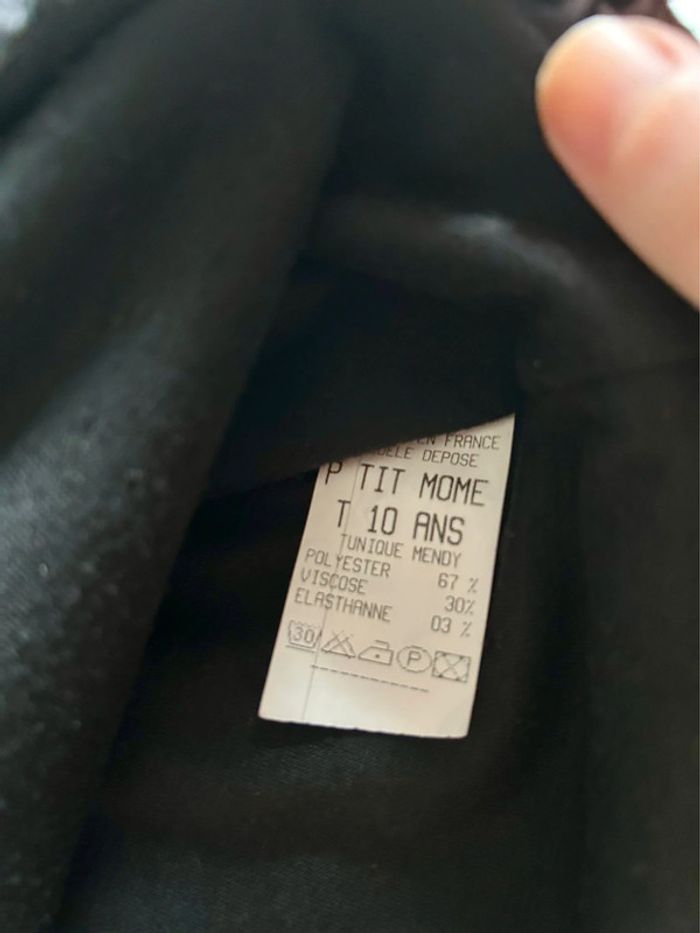 EN FRANCE
DELE DEPOSE
P TIT MOME
T 10 ANS
TUNIQUE MENDY
POLYESTER 67 %
VISCOSE 30%
ELASTHANNE 03 %
30 P